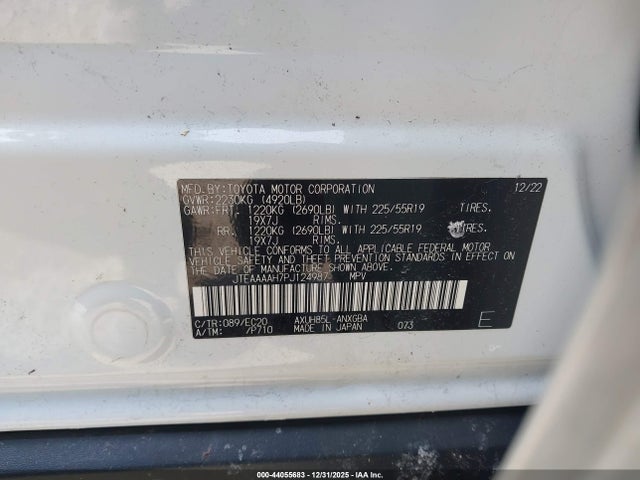 MFD.BY:TOYOTA MOTOR CORPORATION 12/22
GVWR:2230KG (4920LB)
GAWR:FRT. 1220KG (2690LB) WITH 225/55R19 TIRES.
19X7J RIMS.
RR. 1220KG (2690LB) WITH 225/55R19 TIRES.
19X7J RIMS.
THIS VEHICLE CONFORMS TO ALL APPLICABLE FEDERAL MOTOR
VEHICLE SAFETY, BUMPER, AND THEFT PREVENTION STANDARDS IN EFFECT ON
THE DATE OF MANUFACTURE SHOWN ABOVE.
JTEAAAAH7PJ124987 MPV
C/TR:089/EC20 AXUH85L-ANXGBA
A/TM: /P710 MADE IN JAPAN 073 E
000-44055683 - 12/31/2025 - IAA Inc.